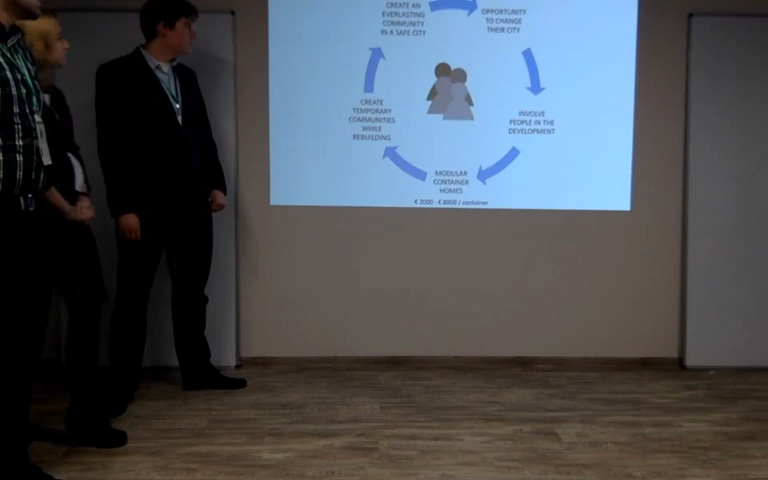 CREATE AN
EVERLASTING
COMMUNITY
IN A SAFE CITY
OPPORTUNITY
TO CHANGE
THEIR CITY
INVOLVE
PEOPLE IN THE
DEVELOPMENT
MODULAR
CONTAINER
HOMES
€ 2000 - € 8000 / container
CREATE
TEMPORARY
COMMUNITIES
WHILE
REBUILDING